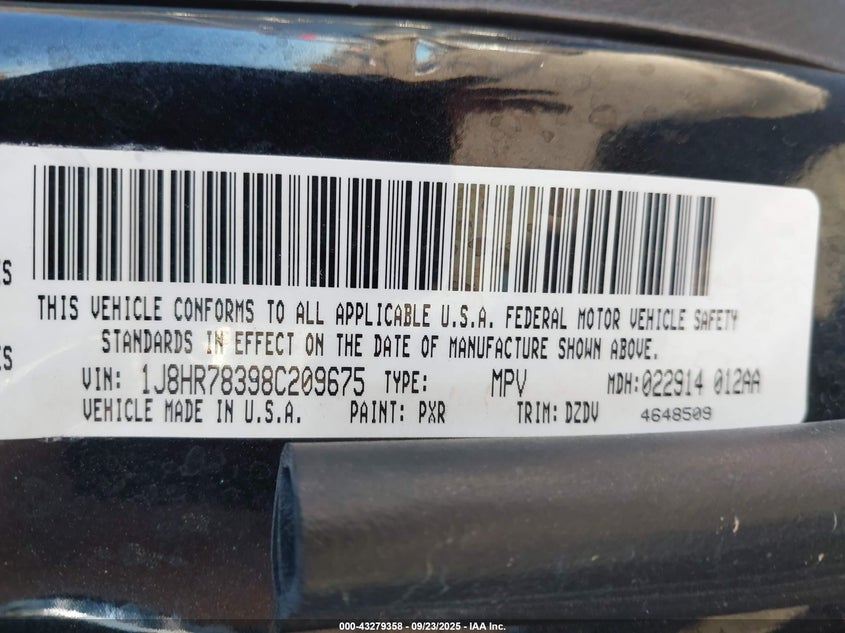 ES
THIS VEHICLE CONFORMS TO ALL APPLICABLE U.S.A. FEDERAL MOTOR VEHICLE SAFETY
ES
STANDARDS IN EFFECT ON THE DATE OF MANUFACTURE SHOWN ABOVE.
VIN: 1J8HR78398C209675 TYPE: MPV MDH:022914 012AA
VEHICLE MADE IN U.S.A. PAINT: PXR TRIM: DZDV 4648509
000-43279358 - 09/23/2025 - IAA Inc.